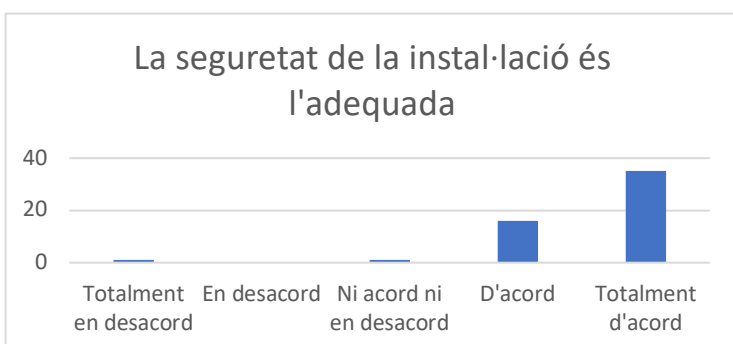 La seguretat de la instal·lació és
l'adequada
40
20
0
Totalment
en desacord
En desacord
Ni acord ni
en desacord
D'acord
Totalment
d'acord